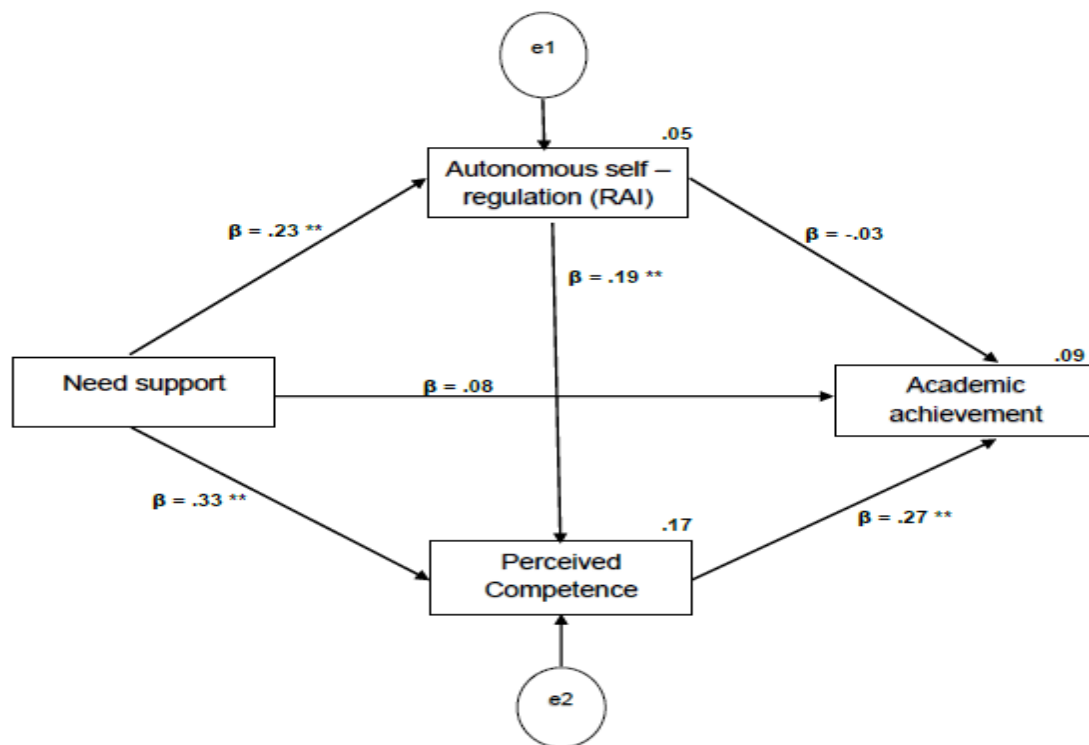 e1
.05
Autonomous self –
regulation (RAI)
β = .23 **
β = -.03
β = .19 **
.09
Need support
β = .08
Academic
achievement
β = .33 **
.17
β = .27 **
Perceived
Competence
e2